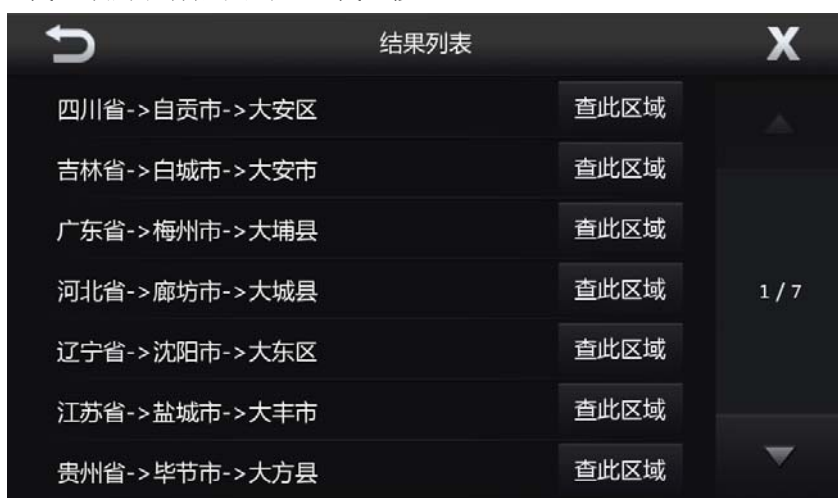 结果列表
X
四川省->自贡市->大安区 查此区域
吉林省->白城市->大安市 查此区域
广东省->梅州市->大埔县 查此区域
河北省->廊坊市->大城县 查此区域
1 / 7
辽宁省->沈阳市->大东区 查此区域
江苏省->盐城市->大丰市 查此区域
贵州省->毕节市->大方县 查此区域